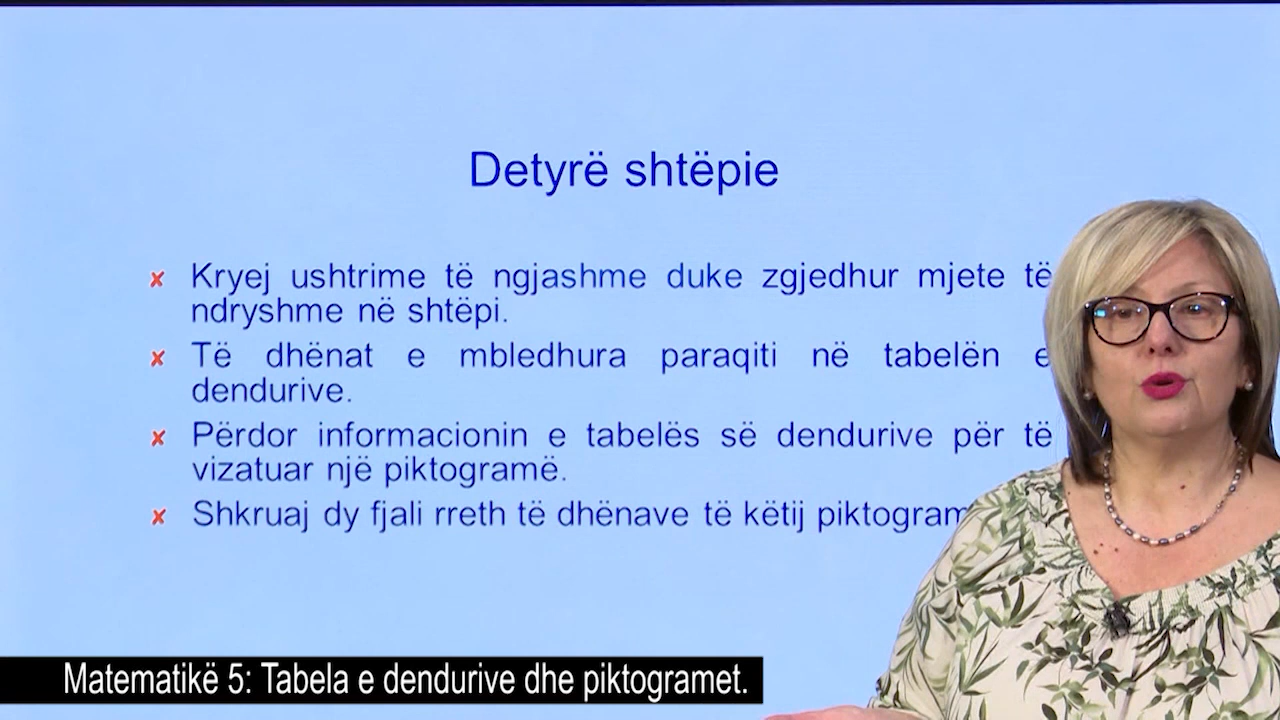 Detyrë shtëpie
✘ Kryej ushtrime të ngjashme duke zgjedhur mjete të
ndryshme në shtëpi.
✘ Të dhënat e mbledhura paraqiti në tabelën e
dendurive.
✘ Përdor informacionin e tabelës së dendurive për të
vizatuar një piktogramë.
✘ Shkruaj dy fjali rreth të dhënave të këtij
Matematikë 5: Tabela e dendurive dhe piktogramet.